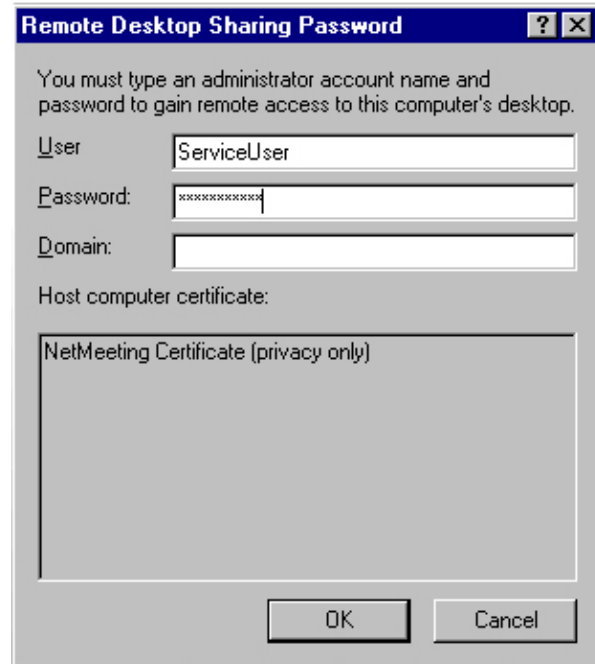 Remote Desktop Sharing Password
You must type an administrator account name and
password to gain remote access to this computer's desktop.
User
ServiceUser
Password:
xxxxxxxxxxx
Domain:
Host computer certificate:
NetMeeting Certificate (privacy only)
OK
Cancel